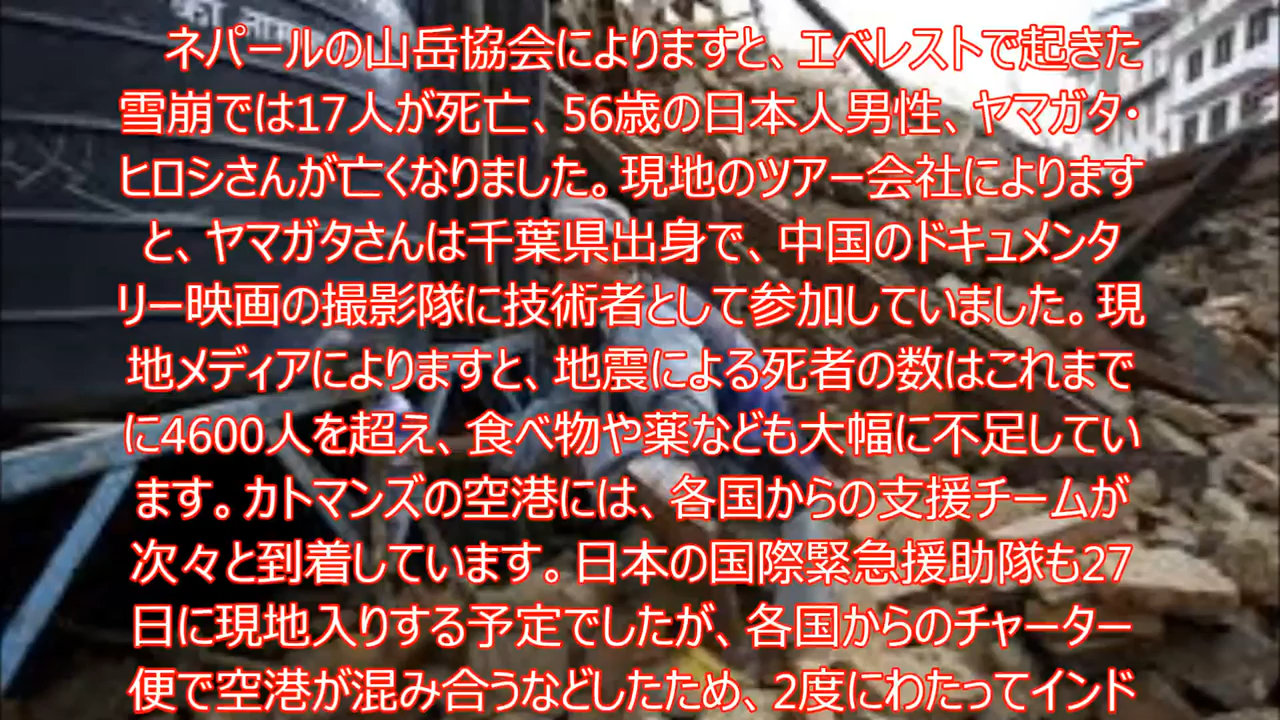 की
ネパールの山岳協会によりますと、エベレストで起きた
雪崩では17人が死亡、56歳の日本人男性、ヤマガタ・
ヒロシさんが亡くなりました。現地のツアー会社によります
と、ヤマガタさんは千葉県出身で、中国のドキュメンタ
リー映画の撮影隊に技術者として参加していました。現
地メディアによりますと、地震による死者の数はこれまで
に4600人を超え、食べ物や薬なども大幅に不足してい
ます。カトマンズの空港には、各国からの支援チームが
次々と到着しています。日本の国際緊急援助隊も27
日に現地入りする予定でしたが、各国からのチャーター
便で空港が混み合うなどしたため、2度にわたってインド